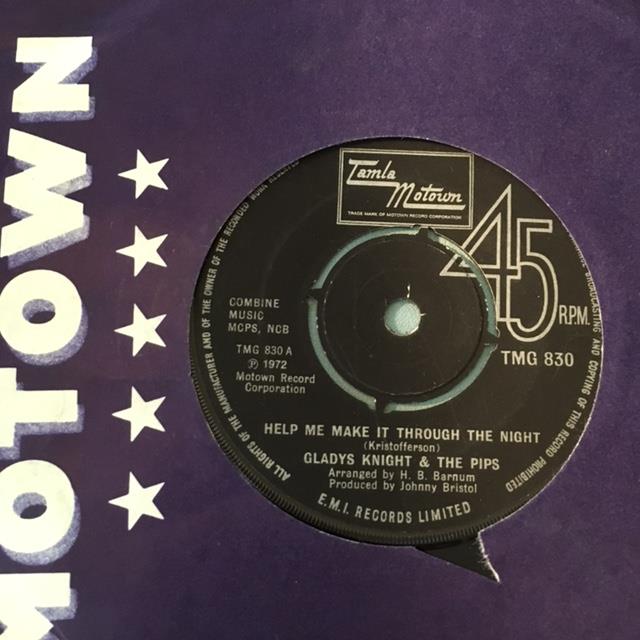 MOTOWN
Tamla
Motown
TRADE MARK OF MOTOWN RECORD CORPORATION
45
R.P.M.
TMG 830
COMBINE
MUSIC
MCPS, NCB
TMG 830 A
Ⓟ 1972
Motown Record
Corporation
HELP ME MAKE IT THROUGH THE NIGHT
(Kristofferson)
GLADYS KNIGHT & THE PIPS
Arranged by H. B. Barnum
Produced by Johnny Bristol
E.M.I. RECORDS LIMITED
ALL RIGHTS OF THE MANUFACTURER AND OF THE OWNER OF THE RECORDED WORK
BROADCASTING AND COPYING OF THIS RECORD PROHIBITED